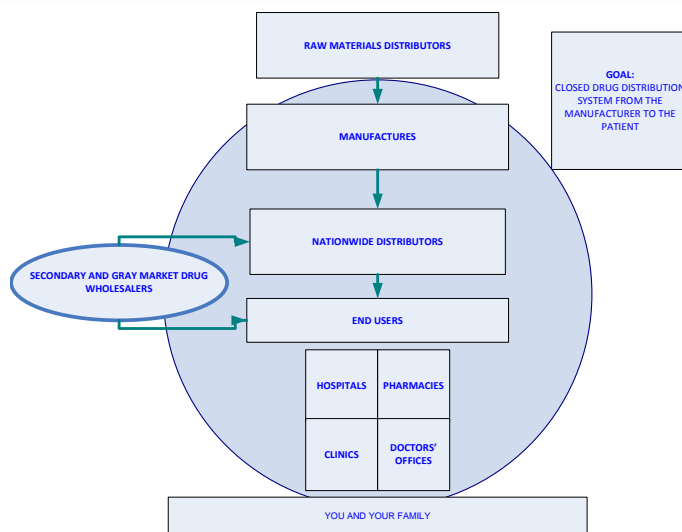 RAW MATERIALS DISTRIBUTORS
GOAL:
CLOSED DRUG DISTRIBUTION
SYSTEM FROM THE
MANUFACTURER TO THE
PATIENT
MANUFACTURES
NATIONWIDE DISTRIBUTORS
SECONDARY AND GRAY MARKET DRUG
WHOLESALERS
END USERS
HOSPITALS
PHARMACIES
CLINICS
DOCTORS’
OFFICES
YOU AND YOUR FAMILY